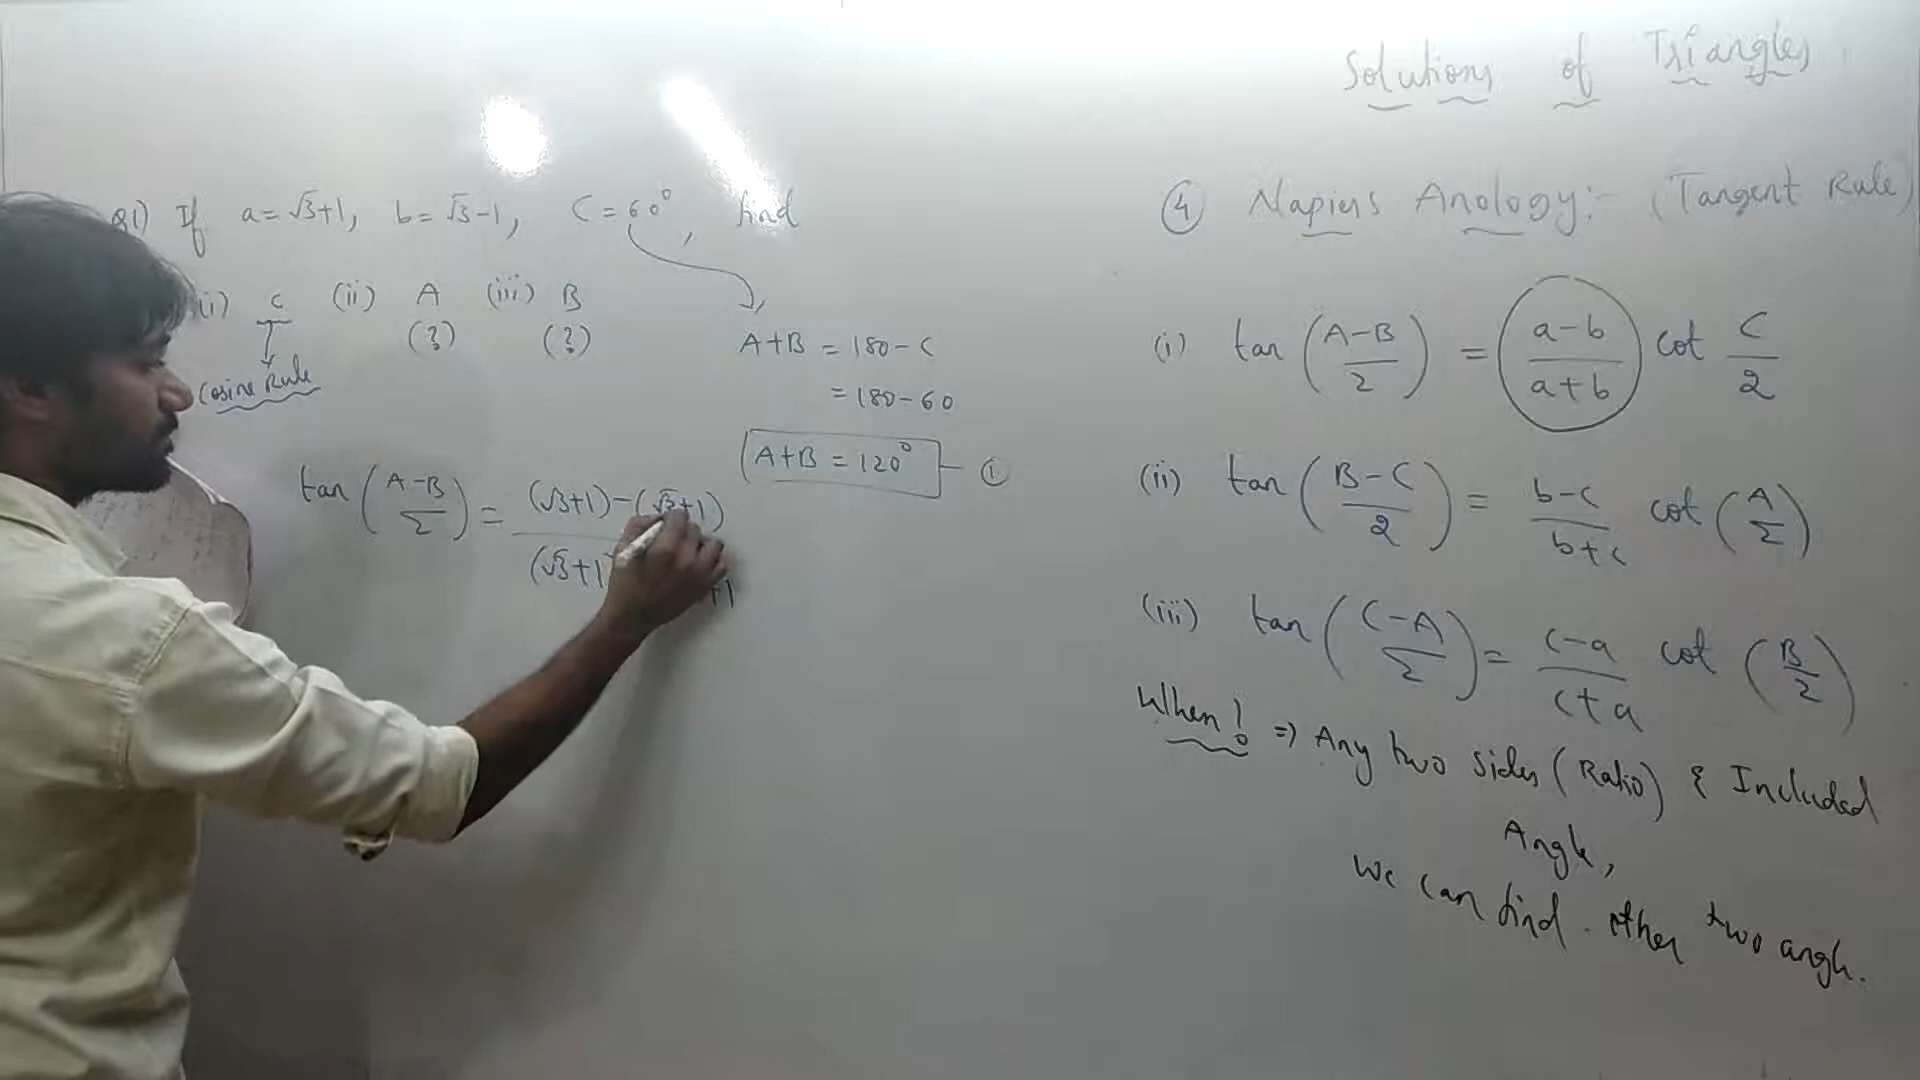 Solutions of Triangles
Q1) If a = √3+1, b = √3-1, C = 60°, find
(i) c (ii) A (iii) B
(?) (?)
Cosine Rule
A+B = 180 - C
= 180 - 60
A+B = 120° - ①
tan ((A-B)/2) = (√3+1) - (√3+1)
(√3+1
+1
④ Napiers Anology:- (Tangent Rule)
(i) tan ((A-B)/2) = (a-b)/(a+b) cot C/2
(ii) tan ((B-C)/2) = (b-c)/(b+c) cot (A/2)
(iii) tan ((C-A)/2) = (c-a)/(c+a) cot (B/2)
When? => Any two sides (Ratio) & Included
Angle,
we can find other two angle.